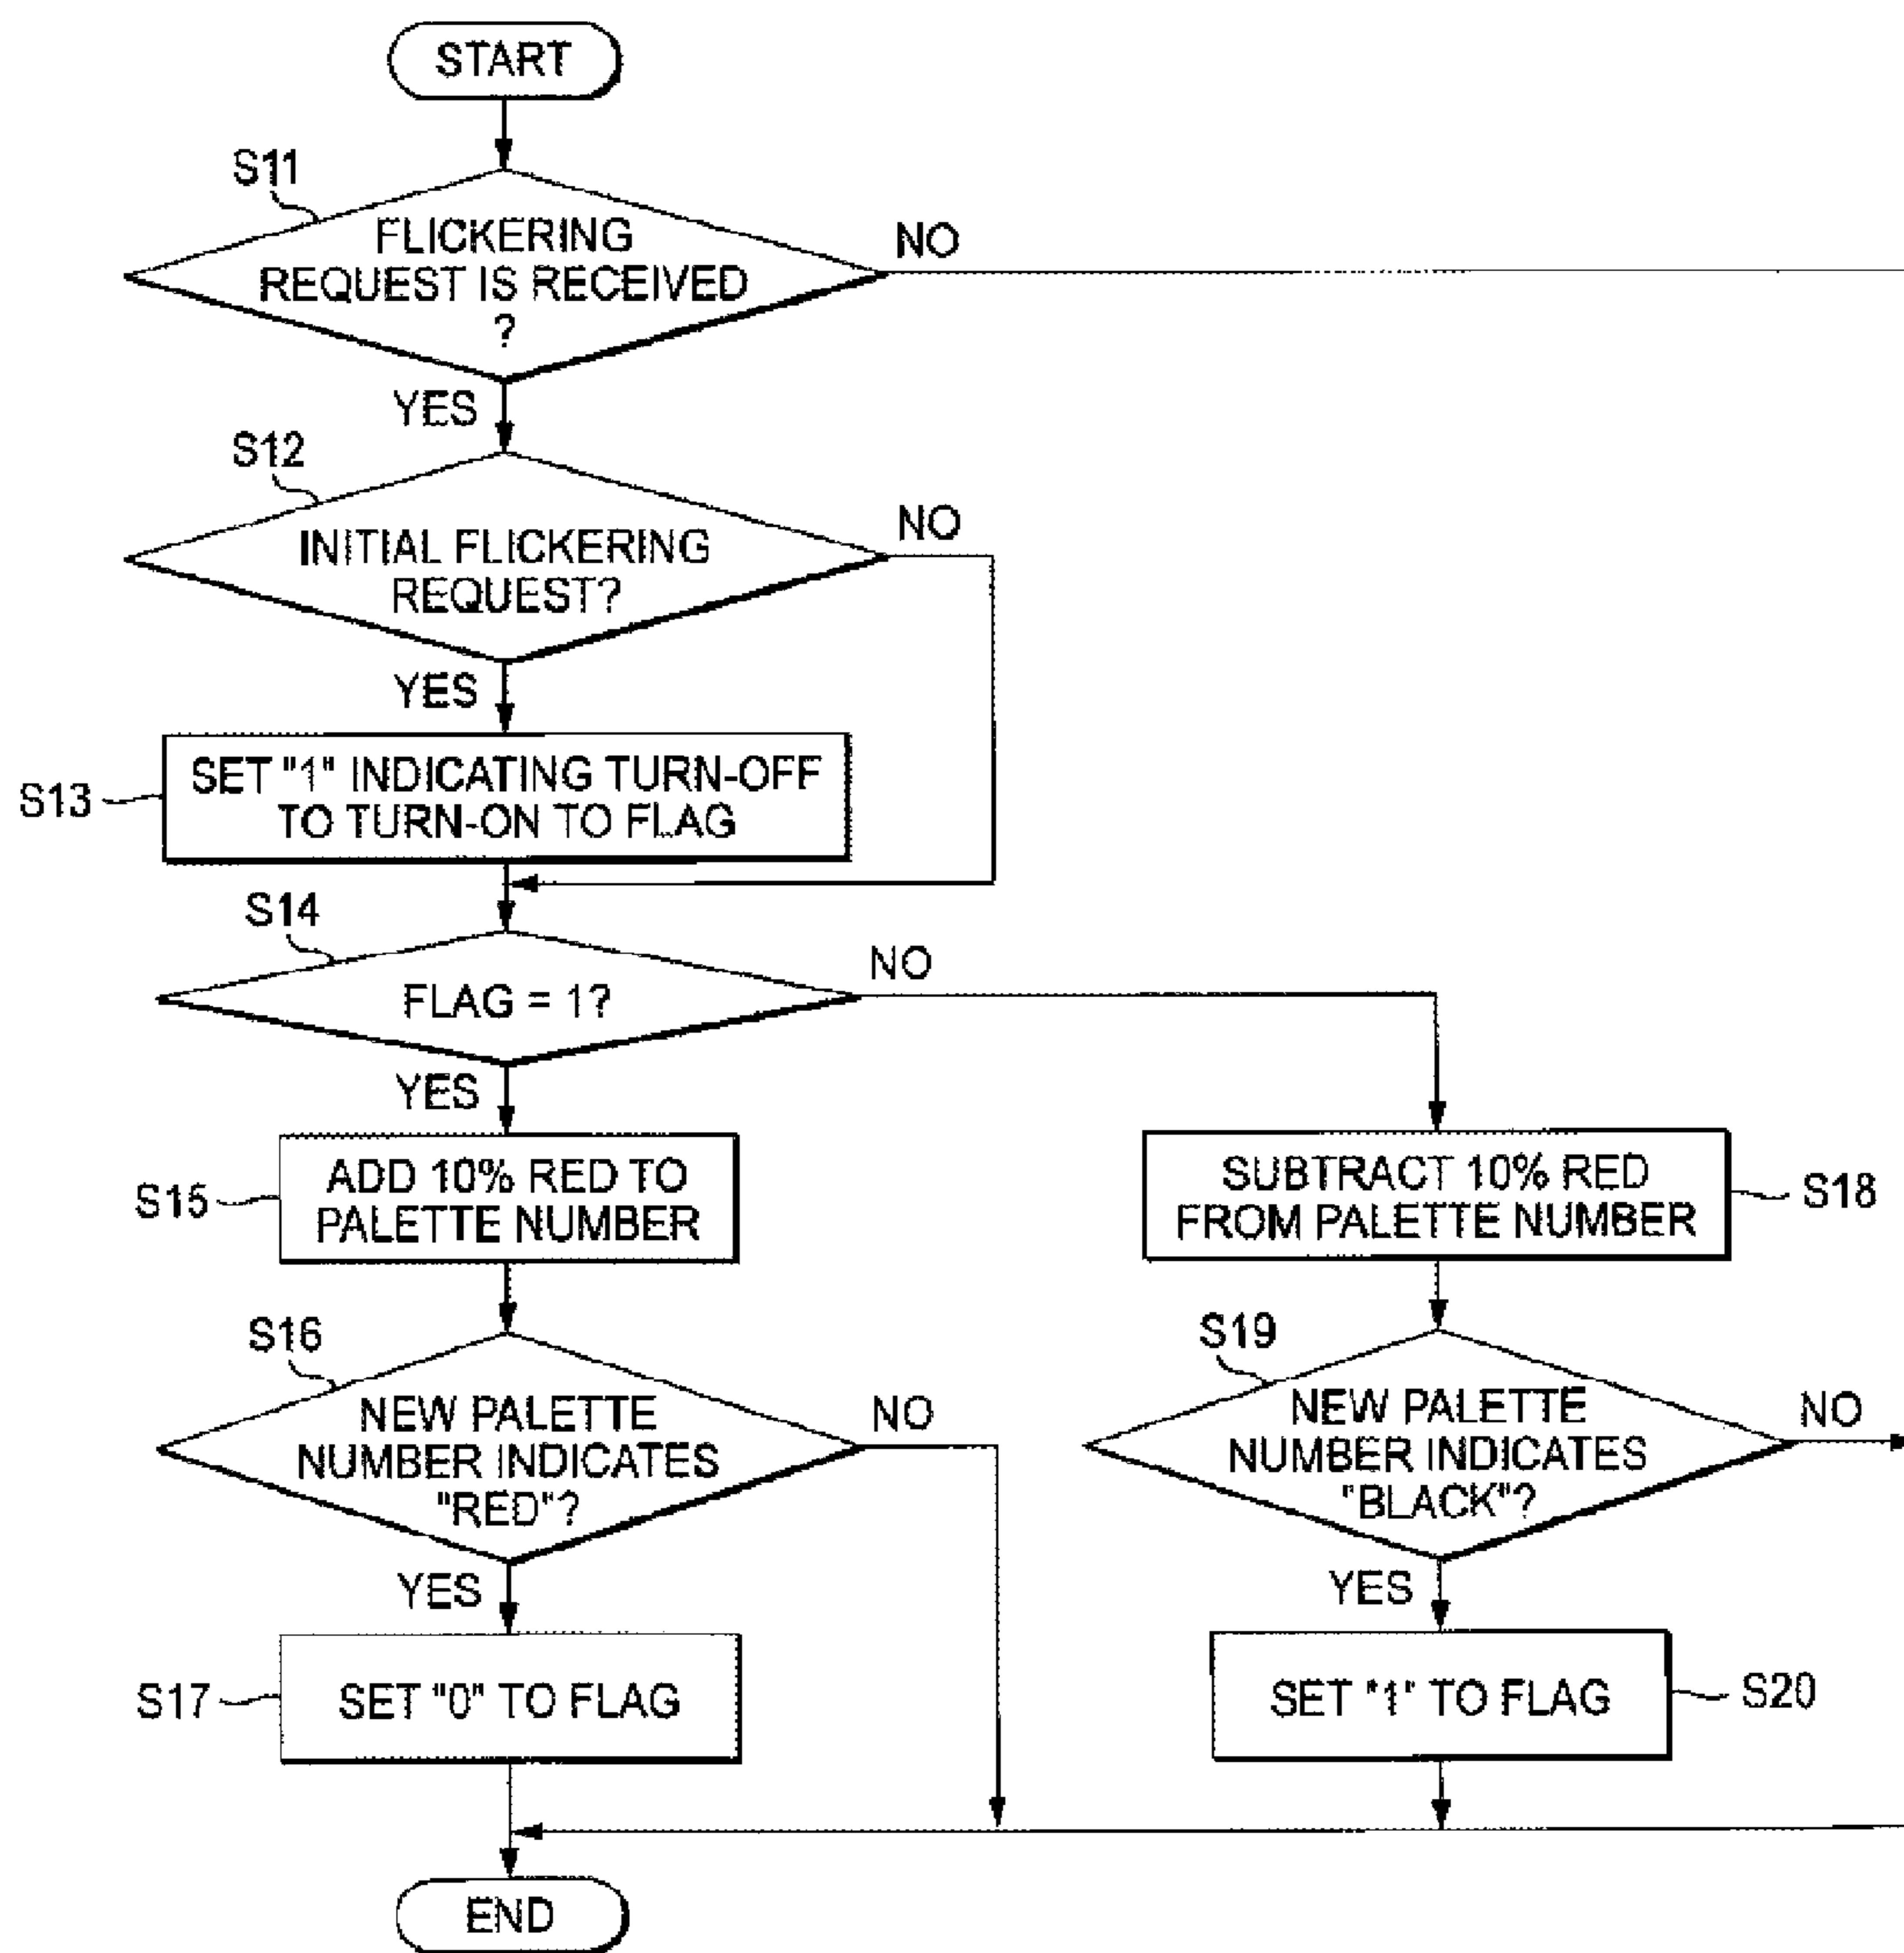 START
S11
FLICKERING
REQUEST IS RECEIVED
?
NO
YES
S12
INITIAL FLICKERING
REQUEST?
NO
YES
S13
SET "1" INDICATING TURN-OFF
TO TURN-ON TO FLAG
S14
FLAG = 1?
NO
YES
S15
ADD 10% RED TO
PALETTE NUMBER
SUBTRACT 10% RED
FROM PALETTE NUMBER
S18
S16
NEW PALETTE
NUMBER INDICATES
"RED"?
NO
YES
S19
NEW PALETTE
NUMBER INDICATES
"BLACK"?
NO
YES
S17
SET "0" TO FLAG
SET "1" TO FLAG
S20
END